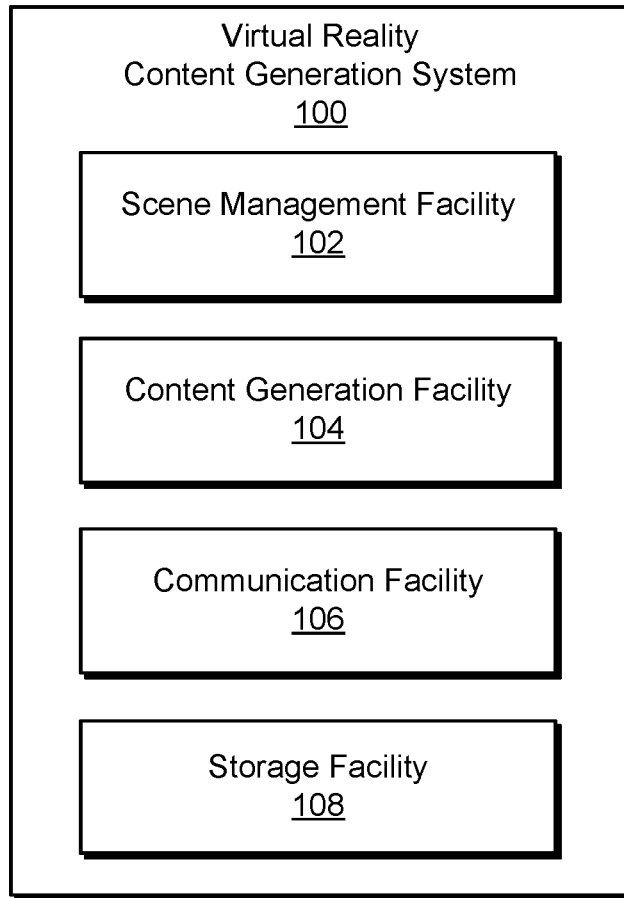 Virtual Reality
Content Generation System
100
Scene Management Facility
102
Content Generation Facility
104
Communication Facility
106
Storage Facility
108